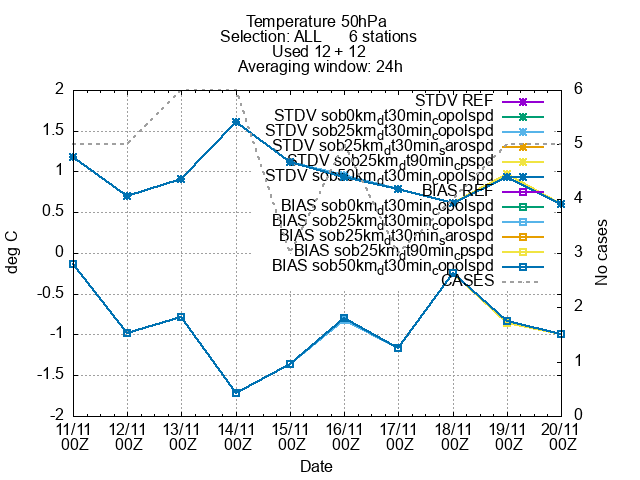 Temperature 50hPa
Selection: ALL 6 stations
Used 12 + 12
Averaging window: 24h
STDV REF
STDV sob0km_dt30min_copolspd
STDV sob25km_dt30min_copolspd
STDV sob25km_dt30min_sarospd
STDV sob25km_dt90min_cpspd
STDV sob50km_dt30min_copolspd
BIAS REF
BIAS sob0km_dt30min_copolspd
BIAS sob25km_dt30min_copolspd
BIAS sob25km_dt30min_sarospd
BIAS sob25km_dt90min_cpspd
BIAS sob50km_dt30min_copolspd
CASES
2
1.5
1
0.5
0
-0.5
-1
-1.5
-2
deg C
6
5
4
3
2
1
0
No cases
11/11 12/11 13/11 14/11 15/11 16/11 17/11 18/11 19/11 20/11
00Z 00Z 00Z 00Z 00Z 00Z 00Z 00Z 00Z 00Z
Date